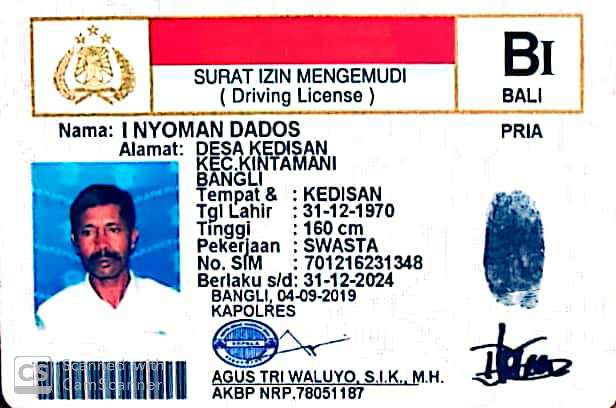 SURAT IZIN MENGEMUDI
( Driving License )
BI
BALI
Nama: I NYOMAN DADOS
PRIA
Alamat: DESA KEDISAN
KEC.KINTAMANI
BANGLI
Tempat & : KEDISAN
Tgl Lahir : 31-12-1970
Tinggi : 160 cm
Pekerjaan : SWASTA
No. SIM : 701216231348
Berlaku s/d: 31-12-2024
BANGLI, 04-09-2019
KAPOLRES
KEPALA
AGUS TRI WALUYO, S.I.K., M.H.
AKBP NRP.78051187
CS Scanned with
CamScanner